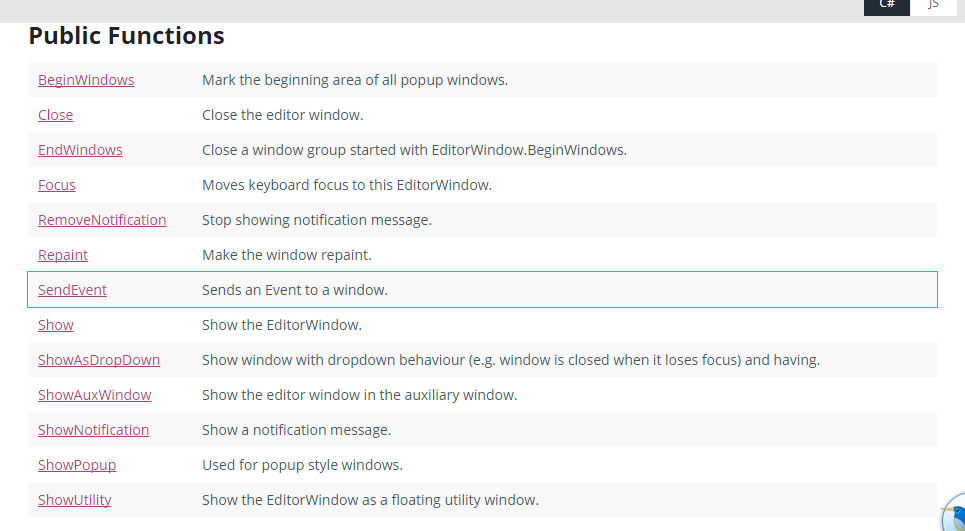 C# JS
Public Functions
BeginWindows Mark the beginning area of all popup windows.
Close Close the editor window.
EndWindows Close a window group started with EditorWindow.BeginWindows.
Focus Moves keyboard focus to this EditorWindow.
RemoveNotification Stop showing notification message.
Repaint Make the window repaint.
SendEvent Sends an Event to a window.
Show Show the EditorWindow.
ShowAsDropDown Show window with dropdown behaviour (e.g. window is closed when it loses focus) and having.
ShowAuxWindow Show the editor window in the auxiliary window.
ShowNotification Show a notification message.
ShowPopup Used for popup style windows.
ShowUtility Show the EditorWindow as a floating utility window.